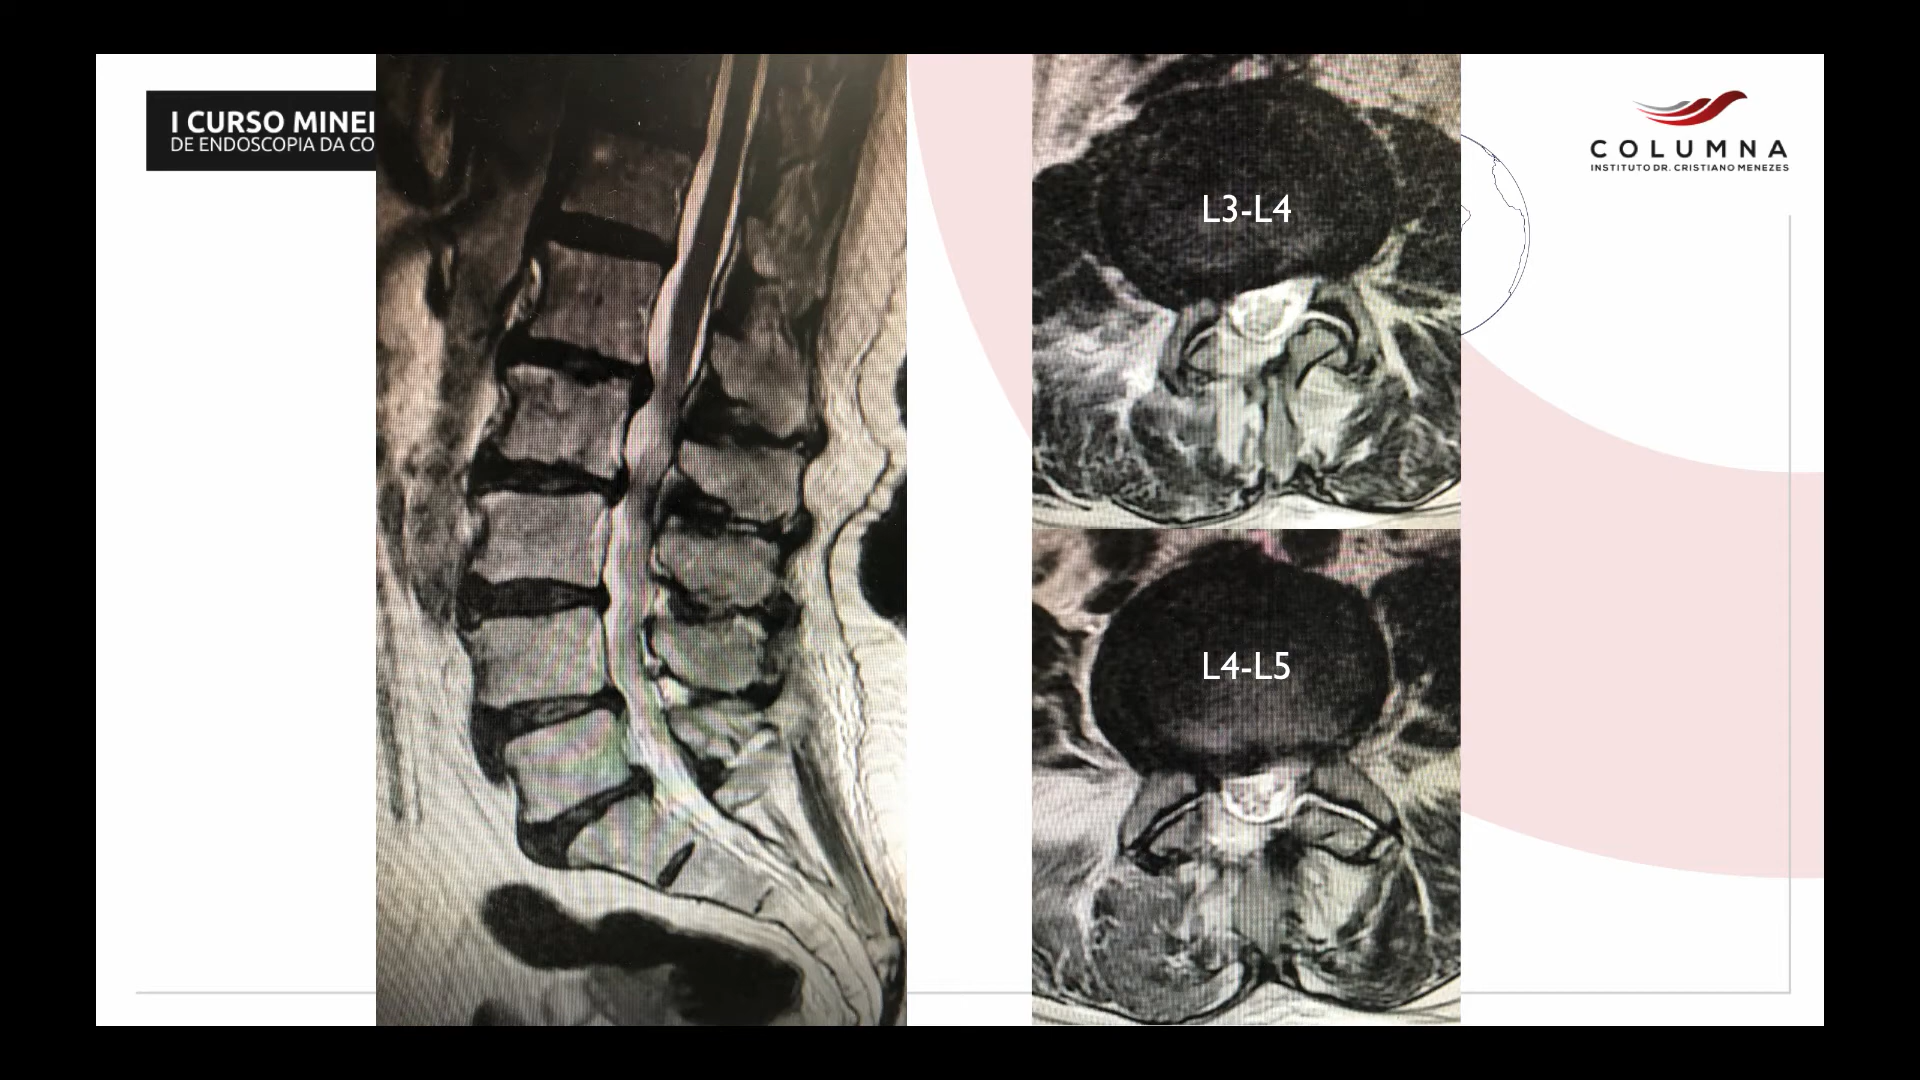 I CURSO MINEI
DE ENDOSCOPIA DA CO
L3-L4
COLUMNA
INSTITUTO DR. CRISTIANO MENEZES
L4-L5